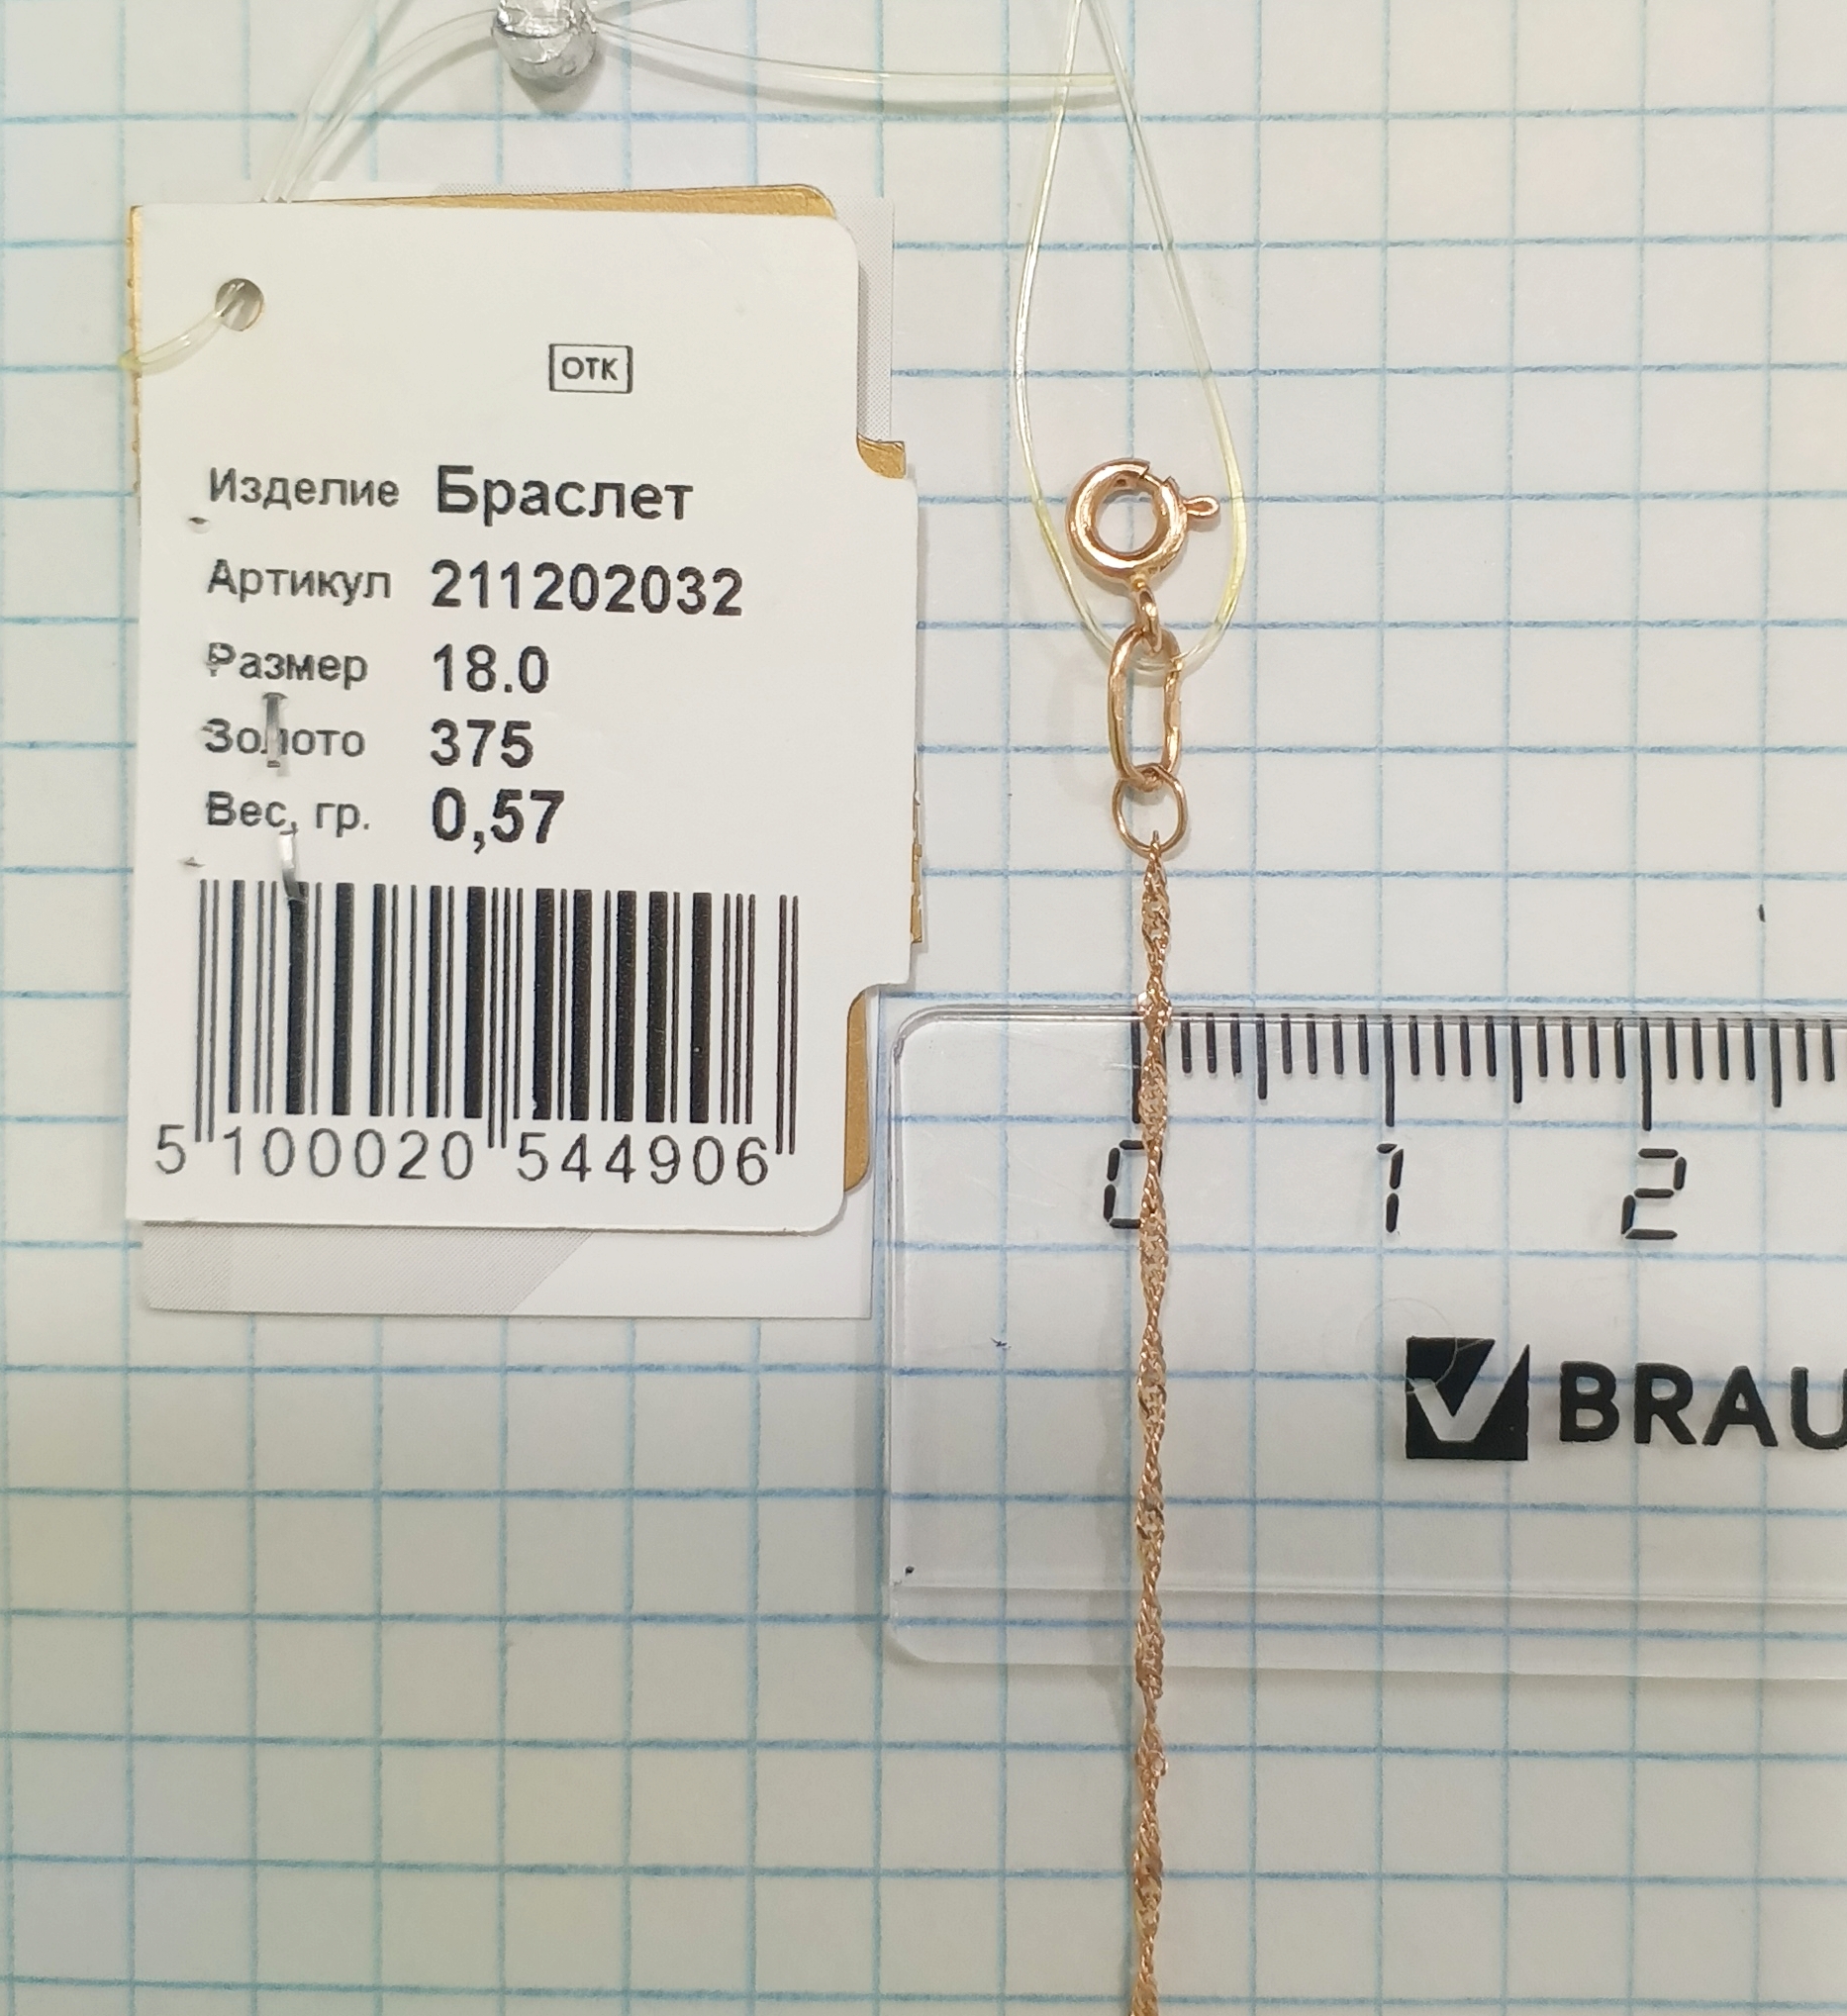 ОТК
Изделие Браслет
Артикул 211202032
Размер 18.0
Золото 375
Вес, гр. 0,57
5 100020 544906
0 1 2
BRAU